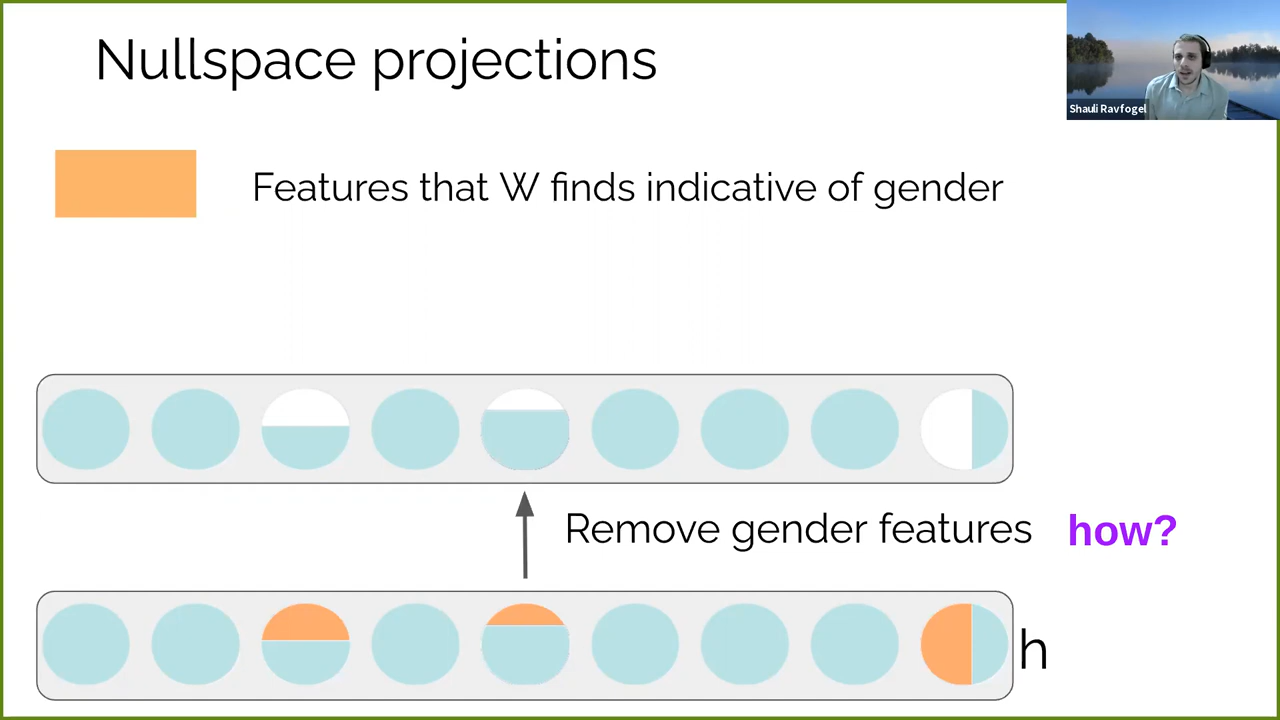 Nullspace projections
Shauli Ravfogel
Features that W finds indicative of gender
Remove gender features how?
h